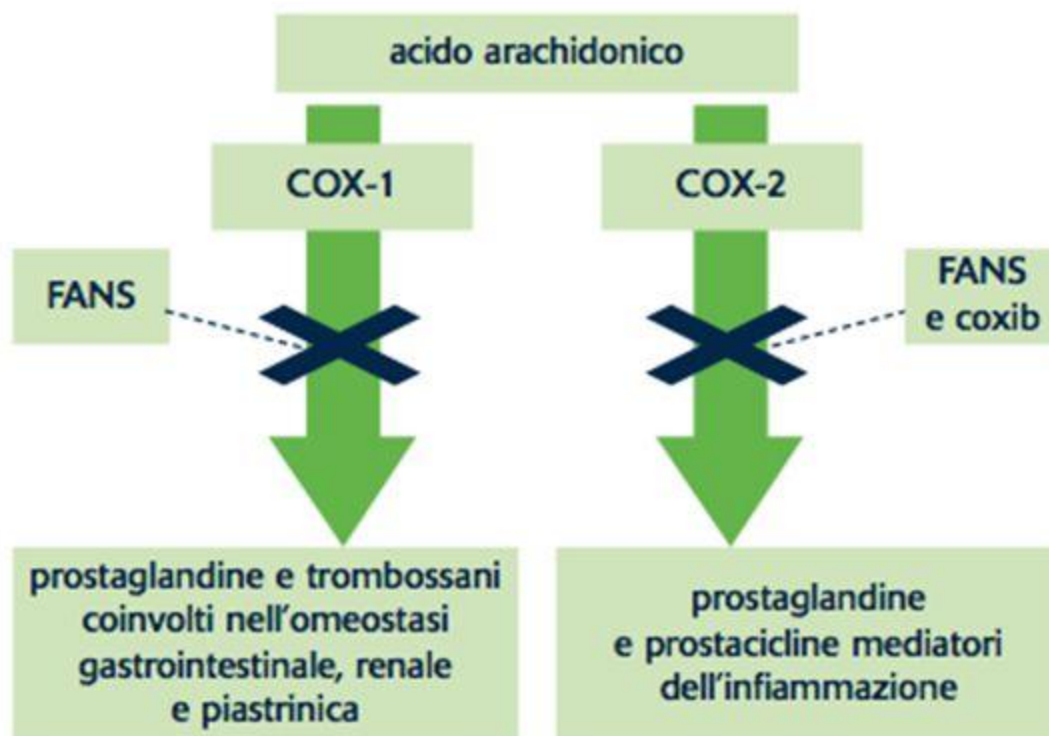 acido arachidonico
COX-1
COX-2
FANS
FANS
e coxib
prostaglandine e trombossani
coinvolti nell'omeostasi
gastrointestinale, renale
e piastrinica
prostaglandine
e prostacicline mediatori
dell'infiammazione